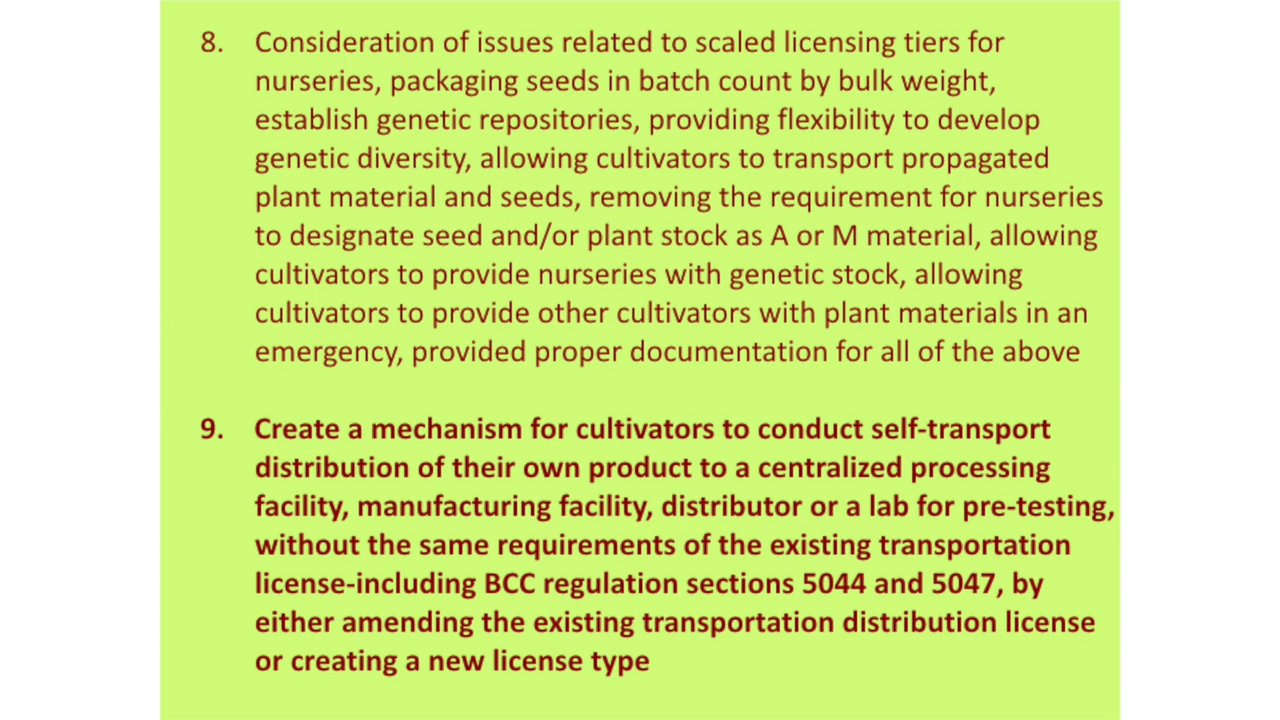 8. Consideration of issues related to scaled licensing tiers for
nurseries, packaging seeds in batch count by bulk weight,
establish genetic repositories, providing flexibility to develop
genetic diversity, allowing cultivators to transport propagated
plant material and seeds, removing the requirement for nurseries
to designate seed and/or plant stock as A or M material, allowing
cultivators to provide nurseries with genetic stock, allowing
cultivators to provide other cultivators with plant materials in an
emergency, provided proper documentation for all of the above
9. Create a mechanism for cultivators to conduct self-transport
distribution of their own product to a centralized processing
facility, manufacturing facility, distributor or a lab for pre-testing,
without the same requirements of the existing transportation
license-including BCC regulation sections 5044 and 5047, by
either amending the existing transportation distribution license
or creating a new license type